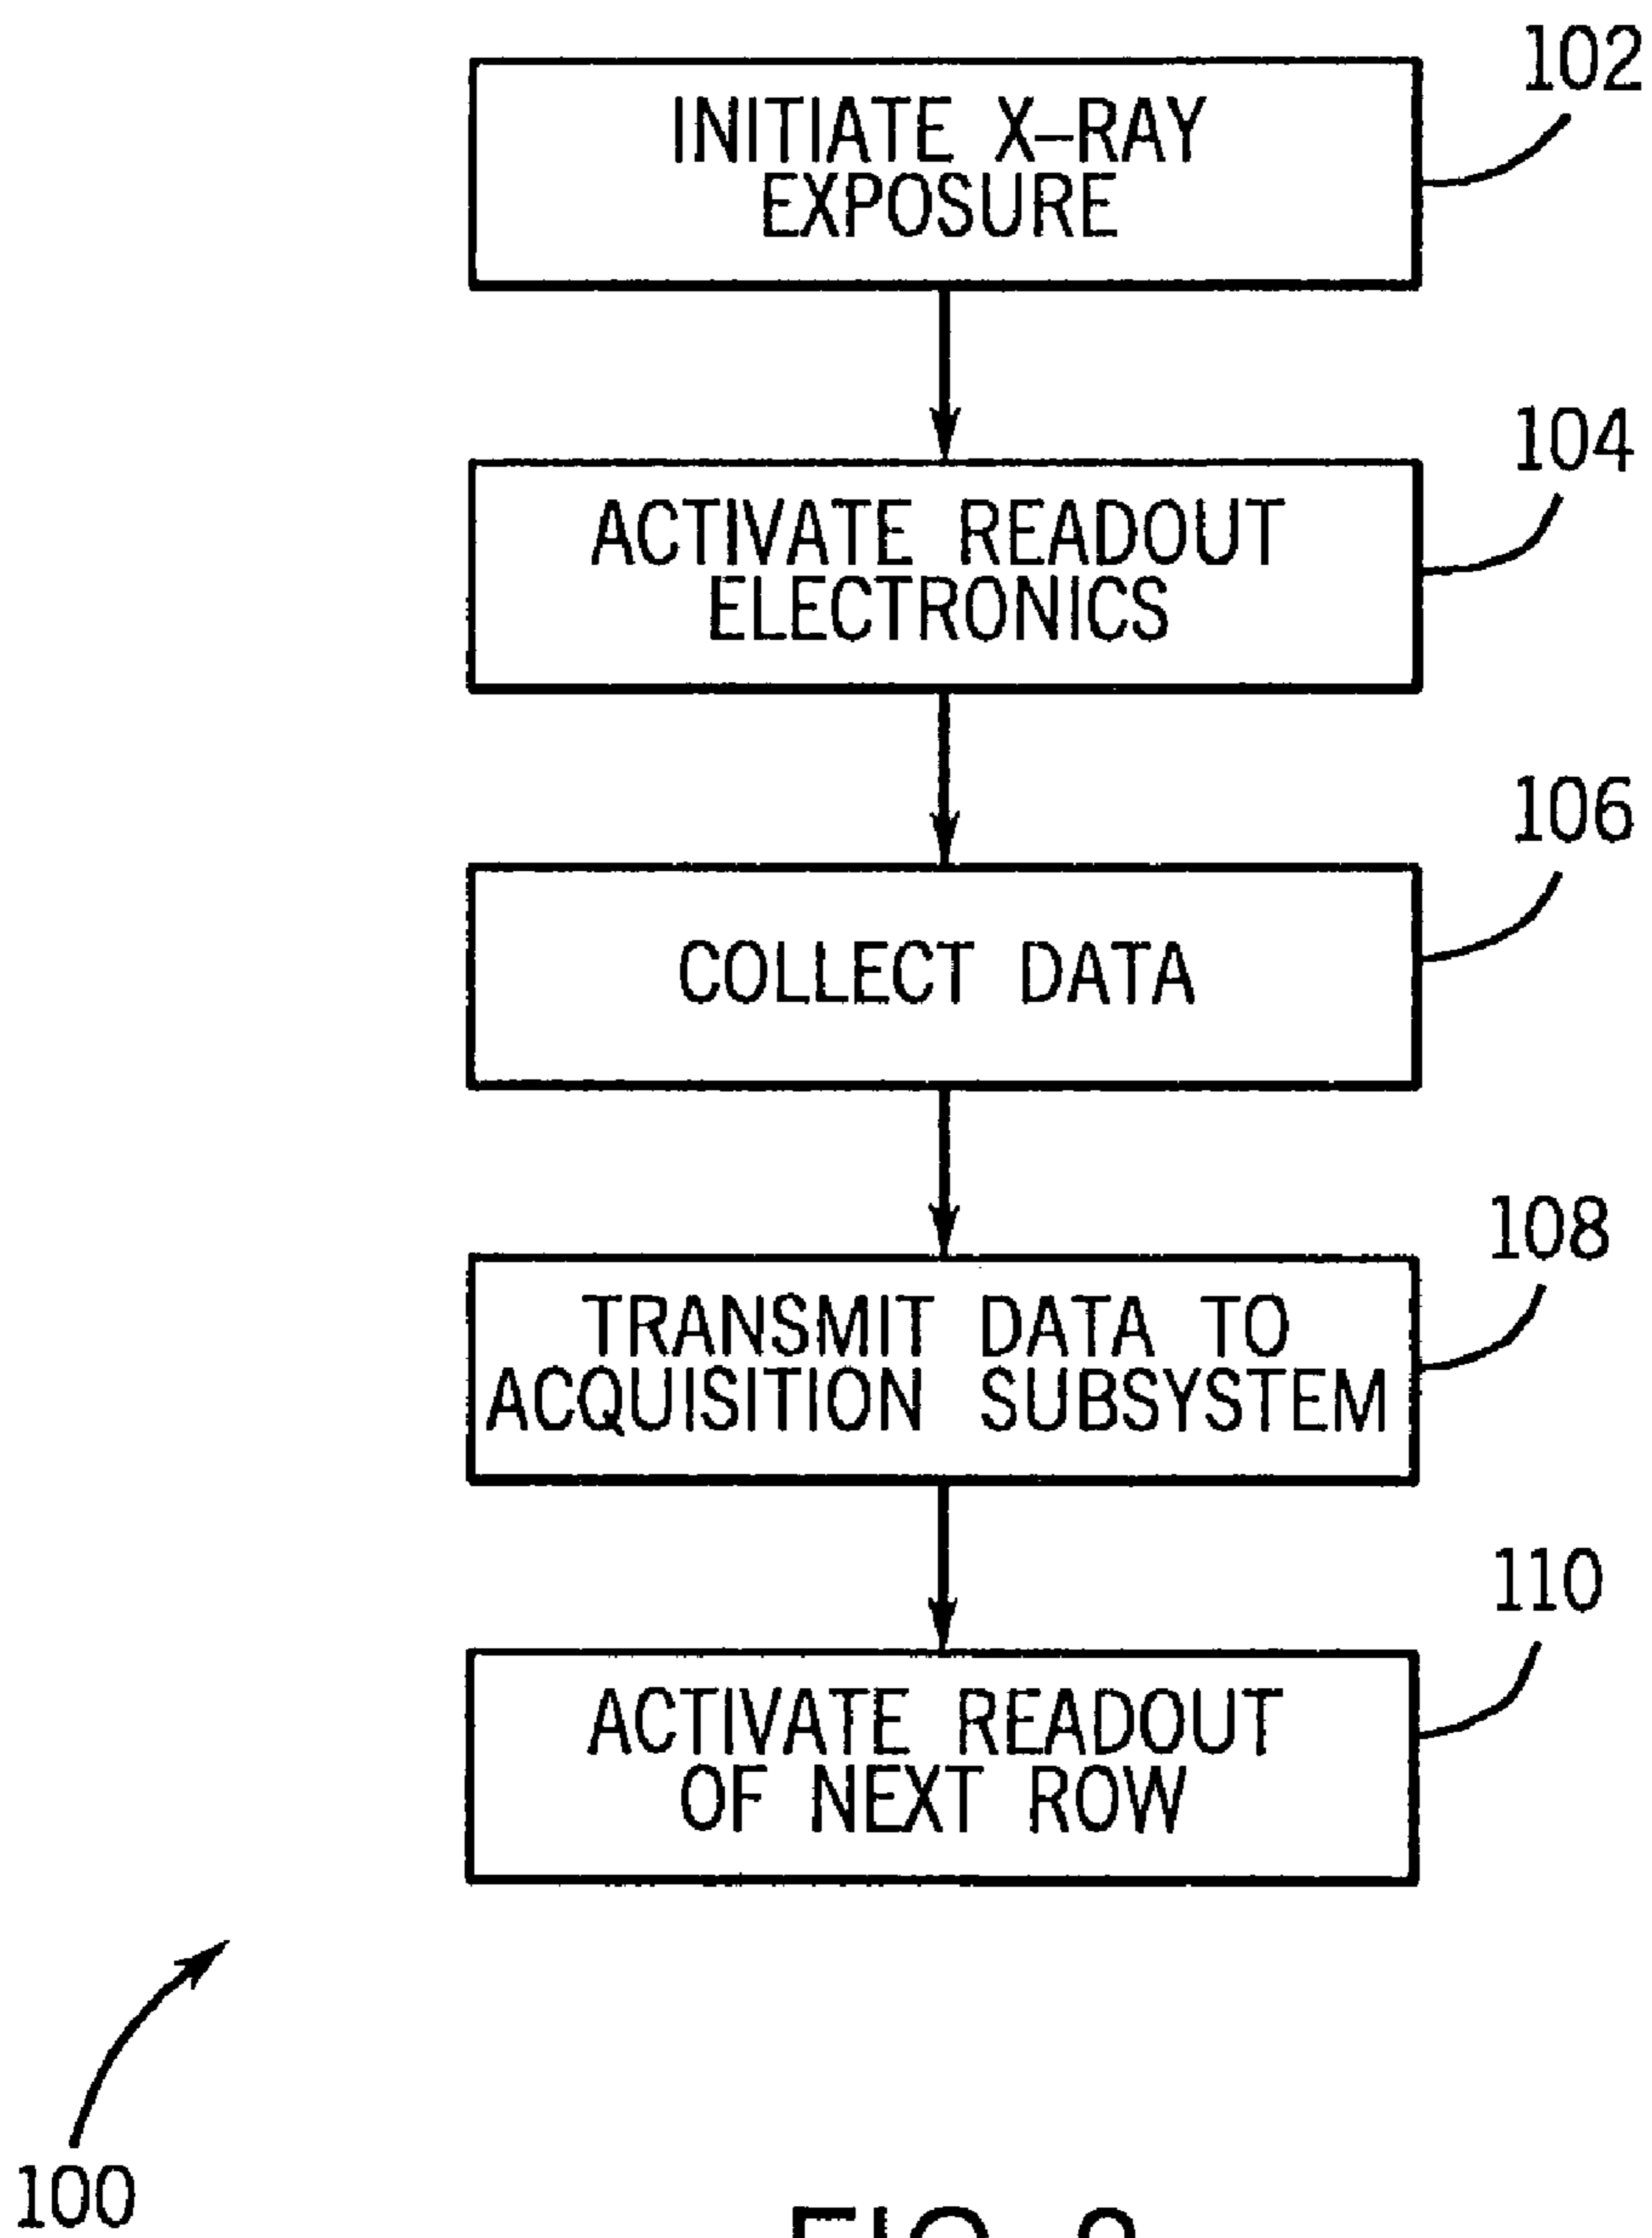 102
INITIATE X-RAY
EXPOSURE
104
ACTIVATE READOUT
ELECTRONICS
106
COLLECT DATA
108
TRANSMIT DATA TO
ACQUISITION SUBSYSTEM
110
ACTIVATE READOUT
OF NEXT ROW
100